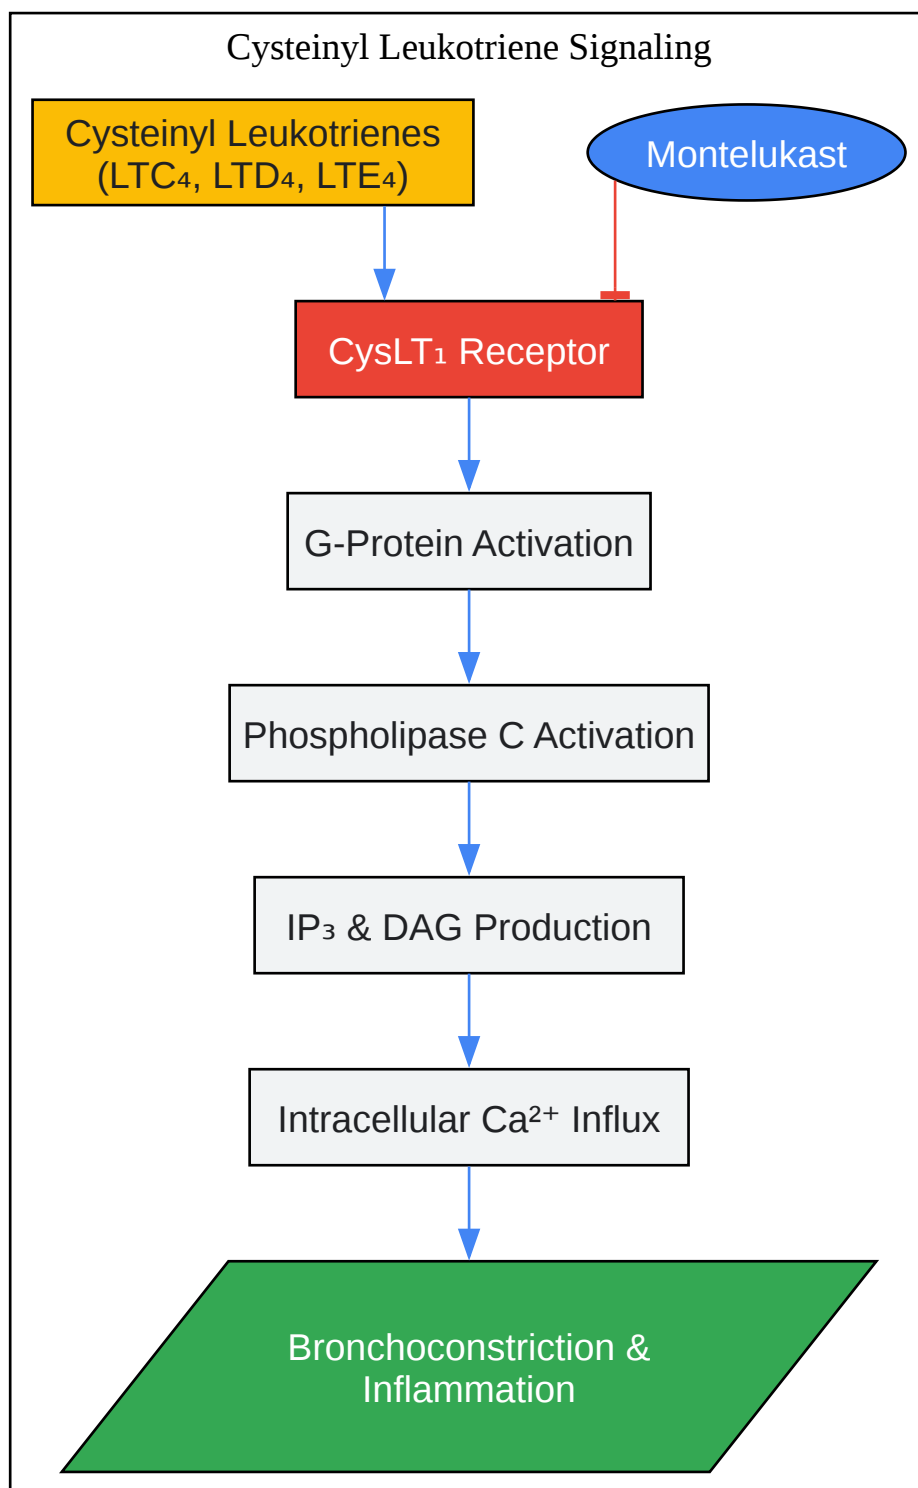 Cysteinyl Leukotriene Signaling
Cysteinyl Leukotrienes
(LTC₄, LTD₄, LTE₄)
Montelukast
CysLT₁ Receptor
G-Protein Activation
Phospholipase C Activation
IP₃ & DAG Production
Intracellular Ca²⁺ Influx
Bronchoconstriction &
Inflammation